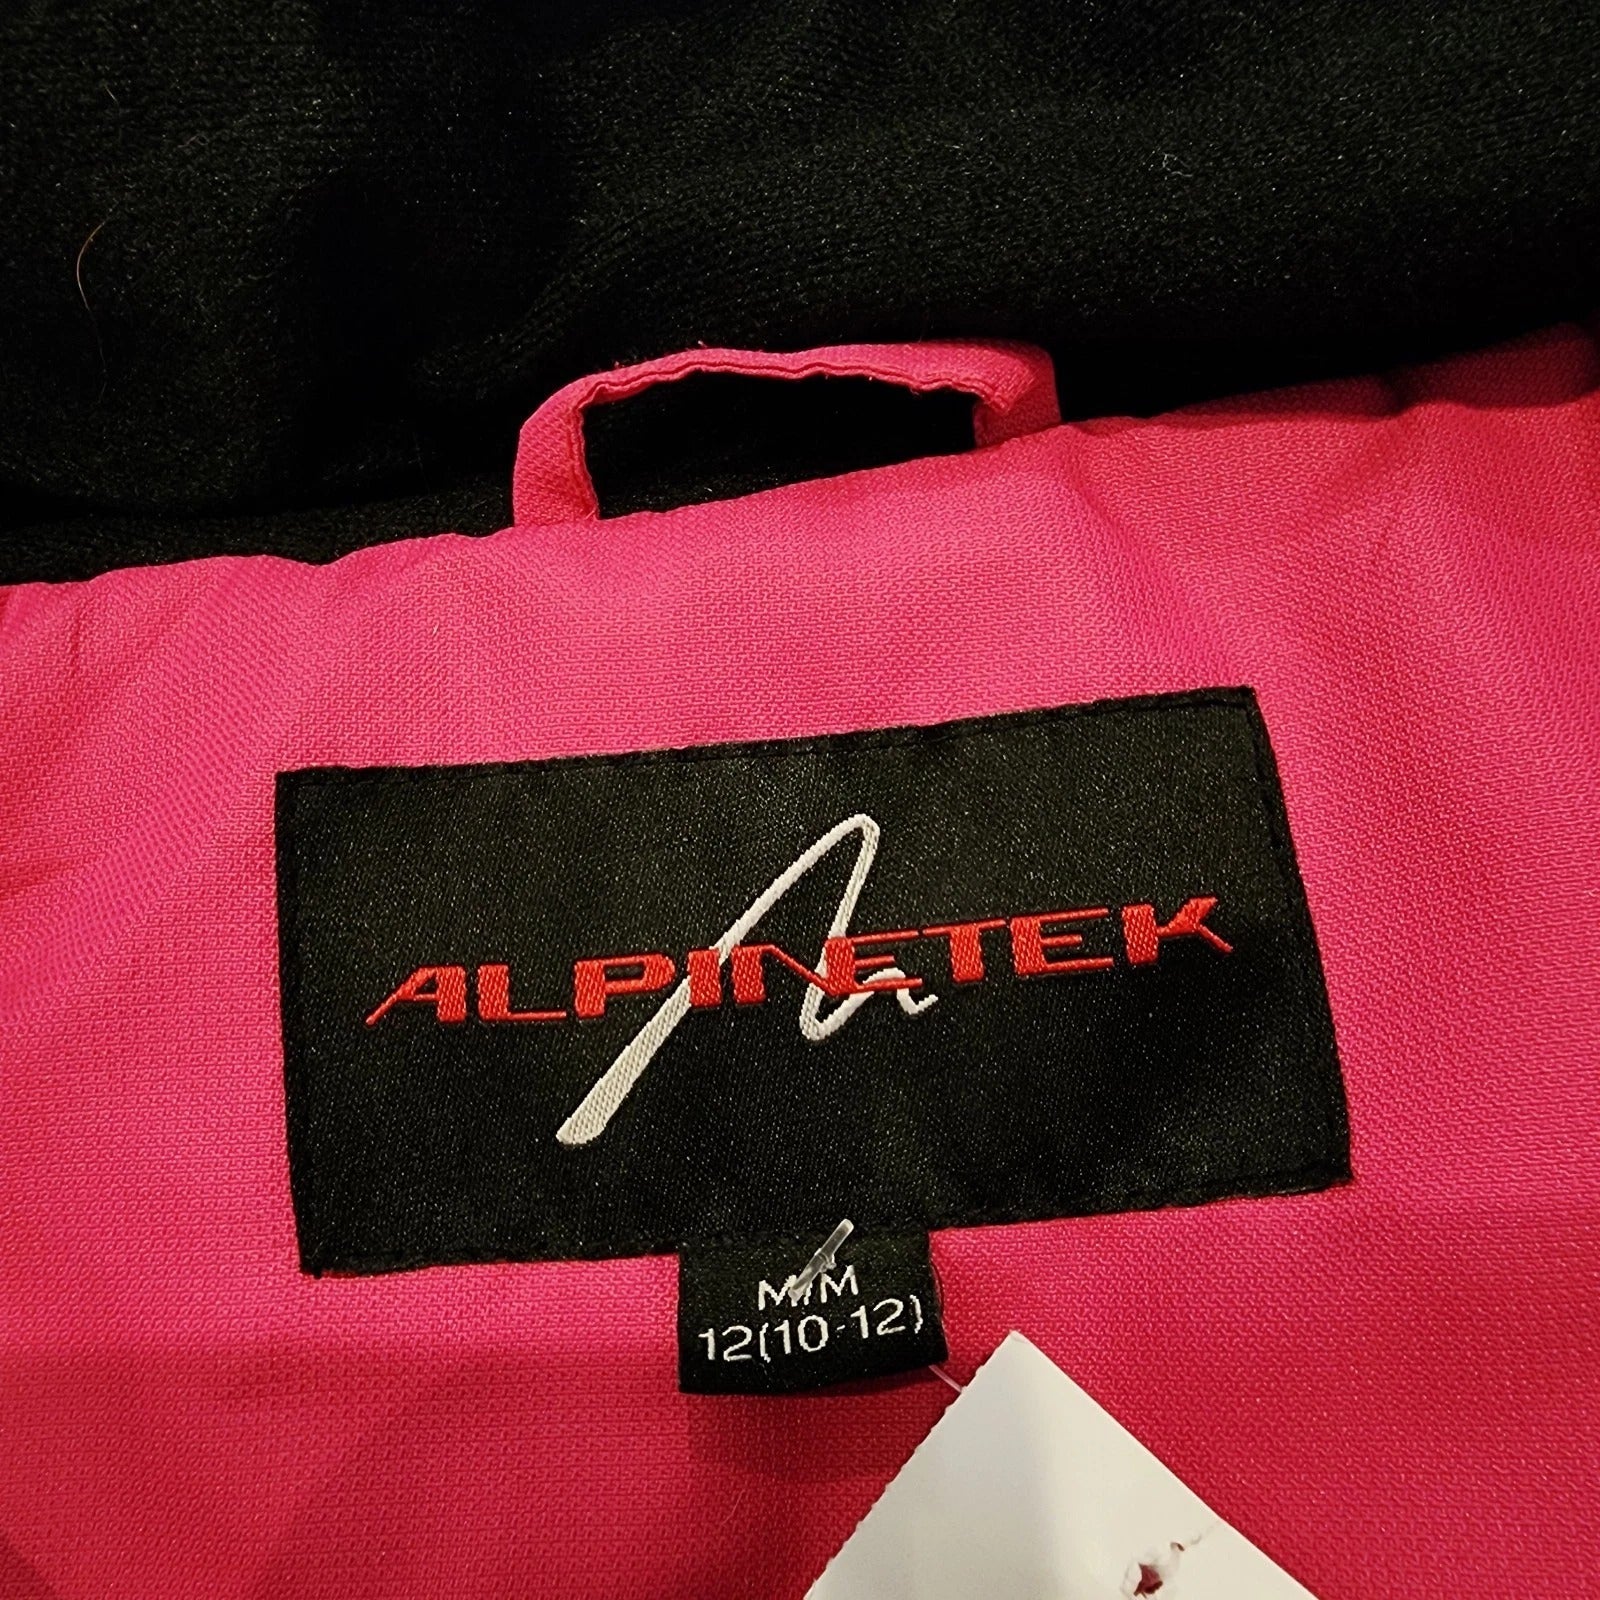 ALPINETEK
M/M
12(10-12)